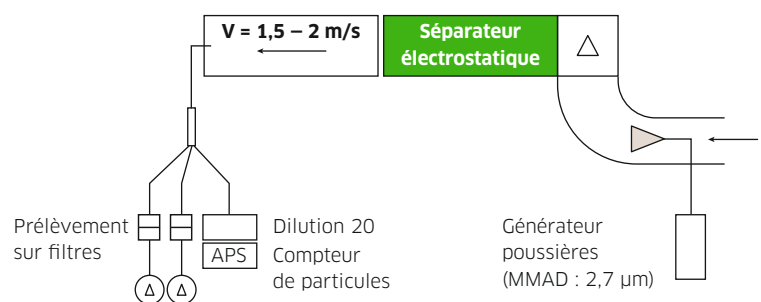 V = 1,5 – 2 m/s
Séparateur
électrostatique
Prélèvement
sur filtres
Dilution 20
APS
Compteur
de particules
Générateur
poussières
(MMAD : 2,7 µm)